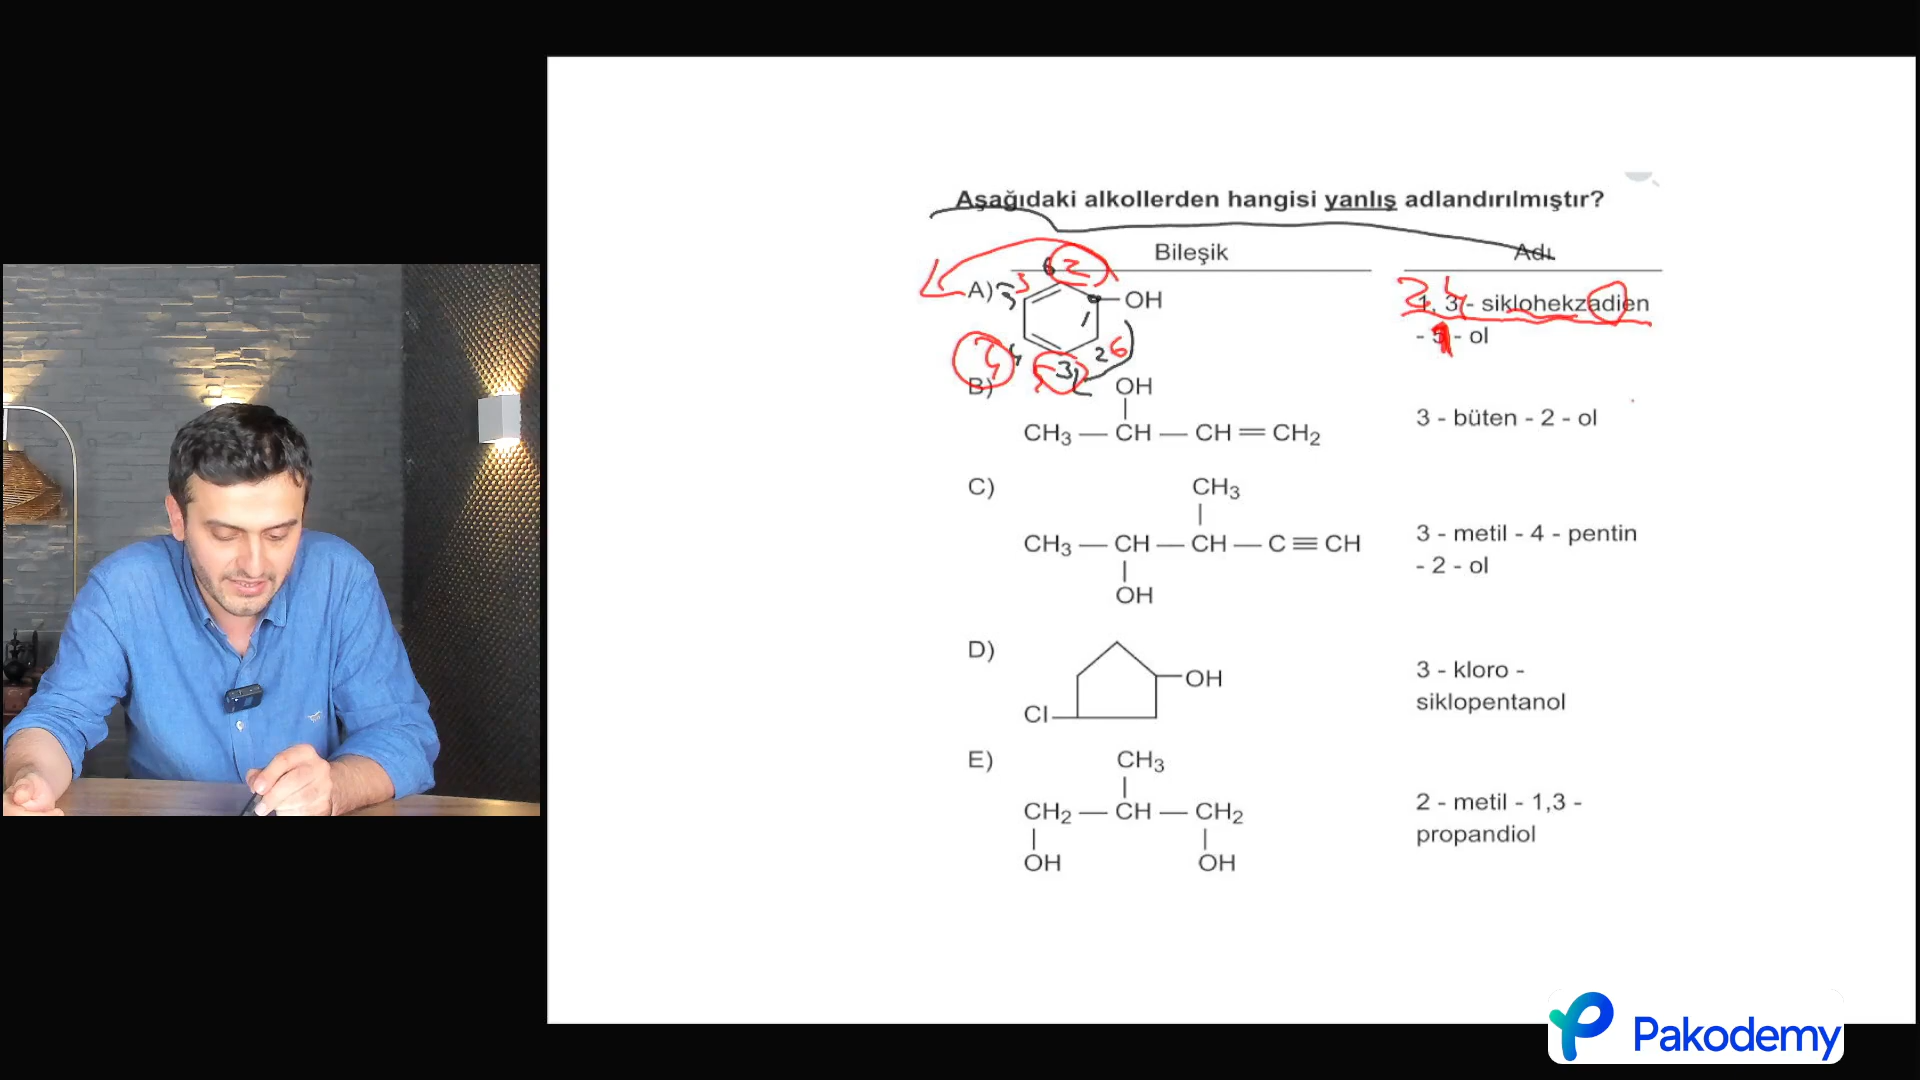 Aşağıdaki alkollerden hangisi yanlış adlandırılmıştır?
Bileşik Adı
A) OH 1, 3 - siklohekzadien
- - ol
B) OH
CH3 — CH — CH = CH2 3 - büten - 2 - ol
C) CH3
CH3 — CH — CH — C ≡ CH 3 - metil - 4 - pentin
- 2 - ol
OH
D) OH 3 - kloro -
Cl siklopentanol
E) CH3
CH2 — CH — CH2 2 - metil - 1,3 -
propandiol
OH OH
Pakodemy